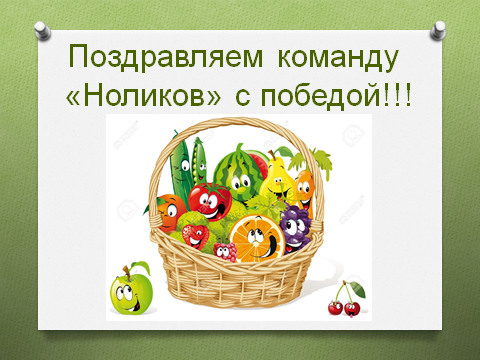 Поздравляем команду
«Ноликов» с победой!!!